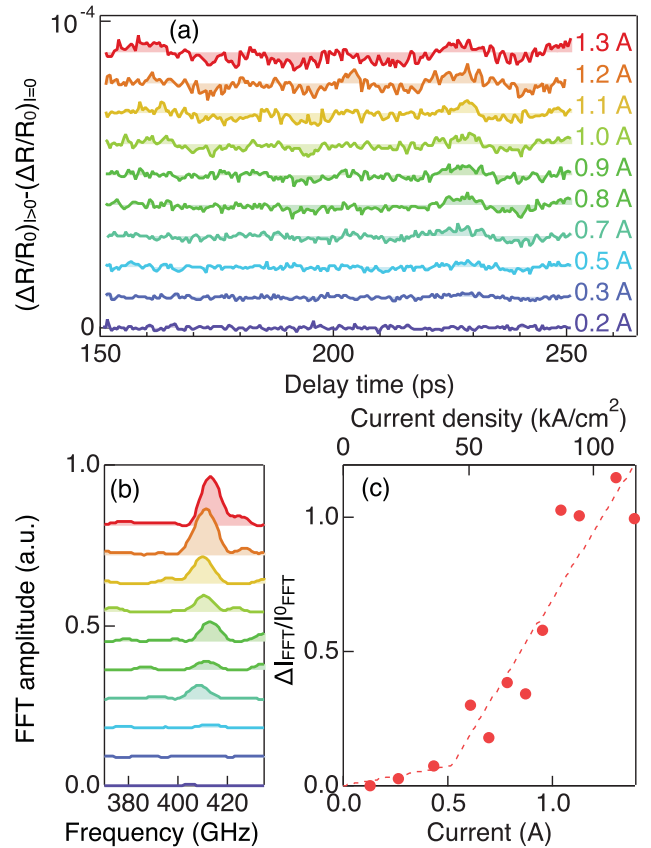 10⁻⁴
(a)
1.3 A
1.2 A
1.1 A
1.0 A
0.9 A
0.8 A
0.7 A
0.5 A
0.3 A
0.2 A
(ΔR/R₀)I>0-(ΔR/R₀)I=0
0
150
200
250
Delay time (ps)
(b)
1.0
0.5
0.0
FFT amplitude (a.u.)
380
400
420
Frequency (GHz)
Current density (kA/cm²)
0
50
100
(c)
1.0
0.5
0.0
ΔIFFT/I⁰FFT
0.0
0.5
1.0
Current (A)